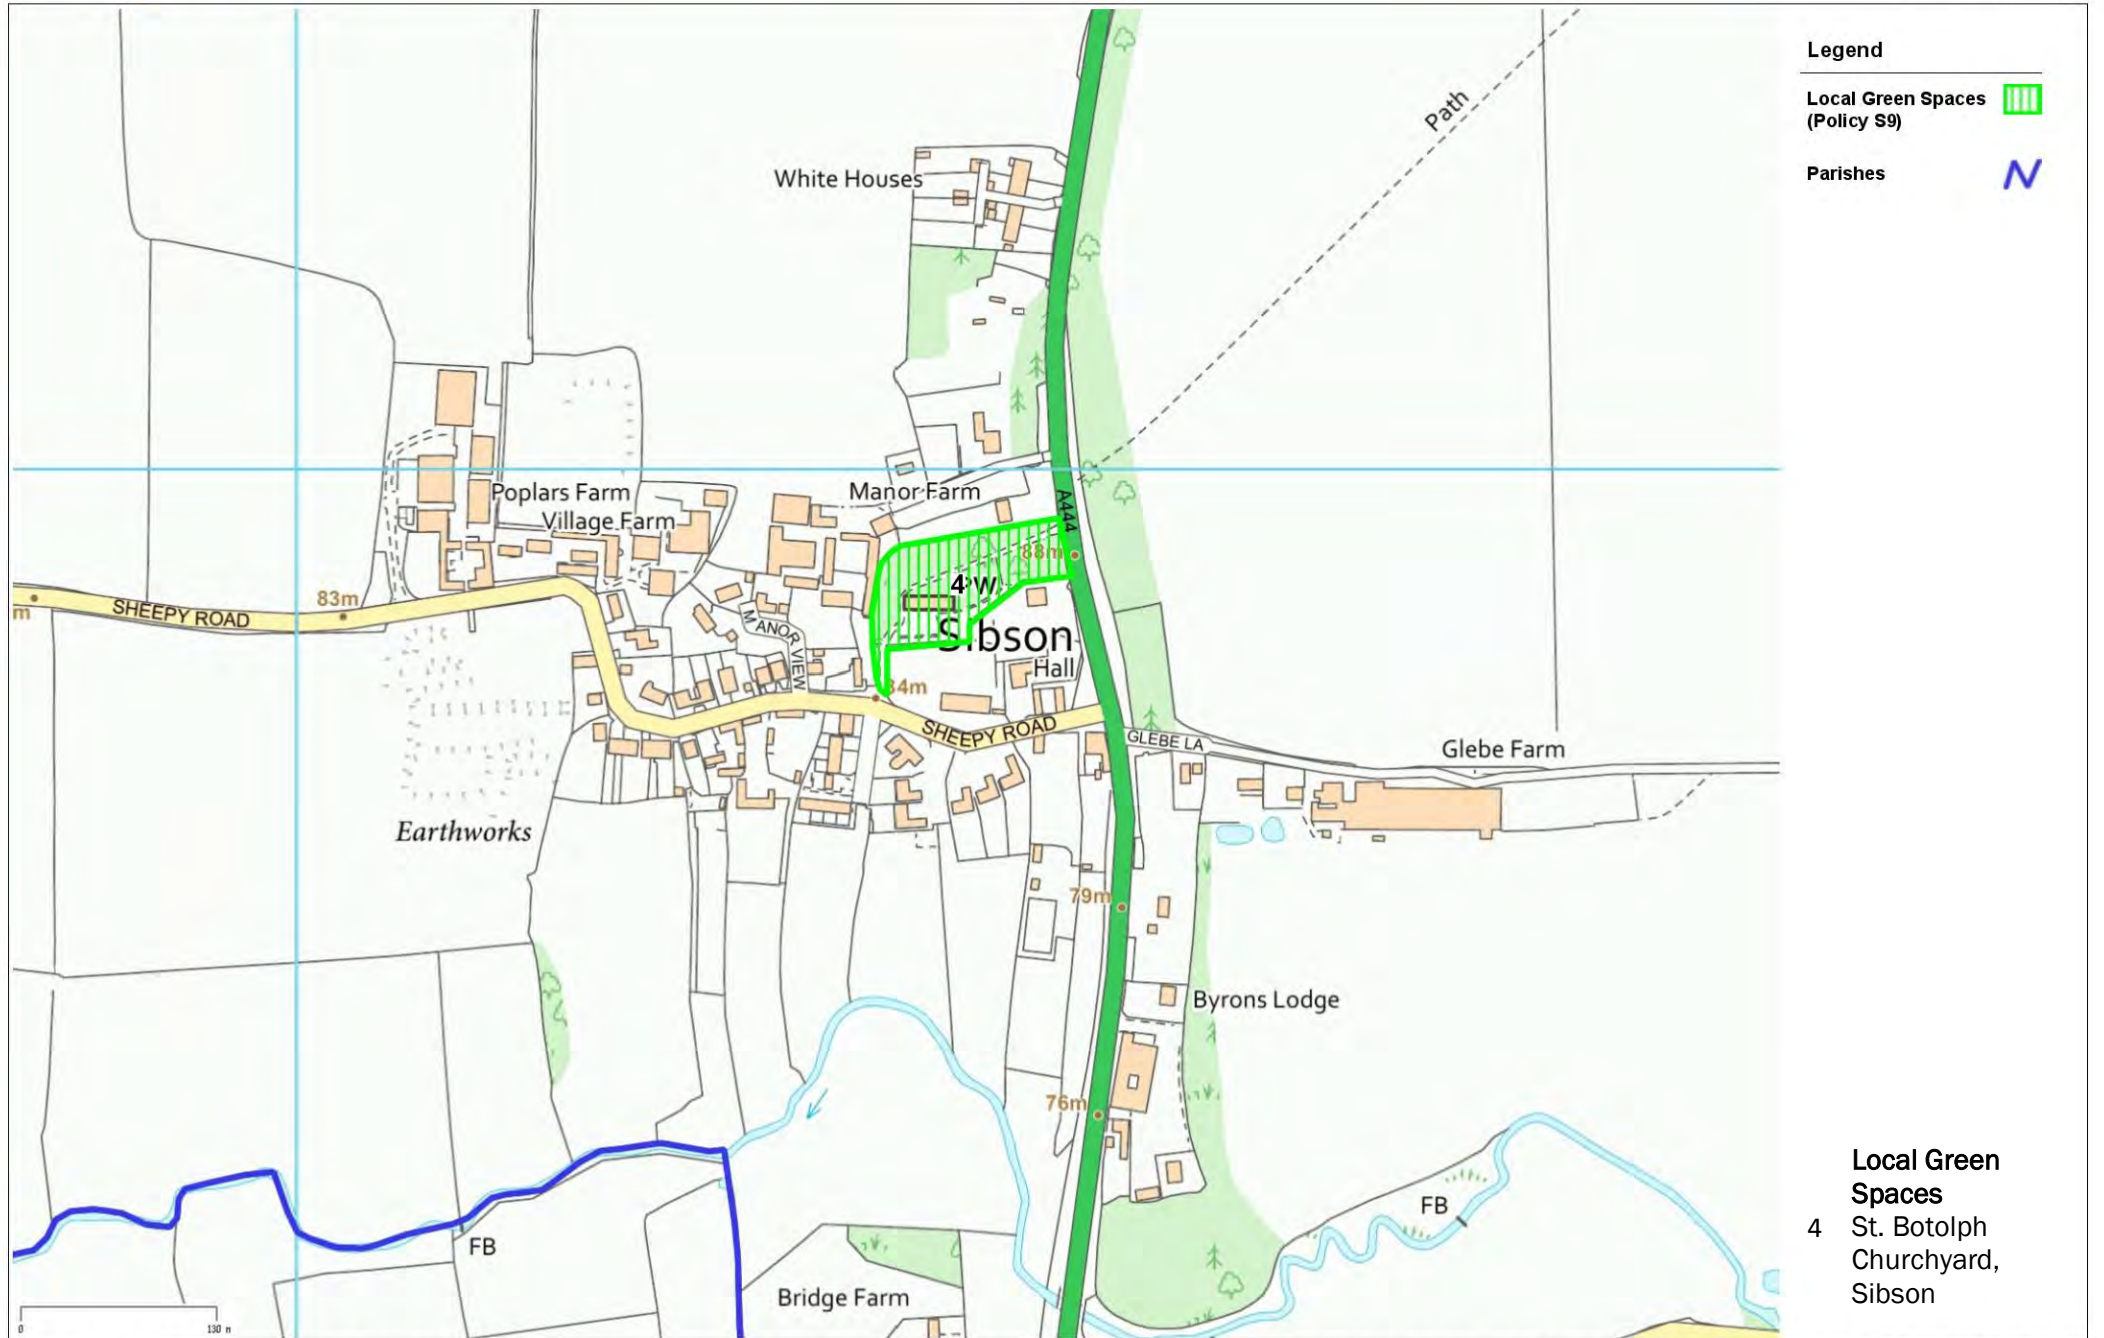 Legend
Local Green Spaces
(Policy S9)
Parishes
Path
White Houses
A444
Poplars Farm
Manor Farm
Village Farm
88m
4
W
83m
m
SHEEPY ROAD
MANOR VIEW
Sibson
Hall
84m
SHEEPY ROAD
GLEBE LA
Glebe Farm
Earthworks
79m
Byrons Lodge
76m
FB
FB
Bridge Farm
0 130 m
Local Green
Spaces
4 St. Botolph
Churchyard,
Sibson